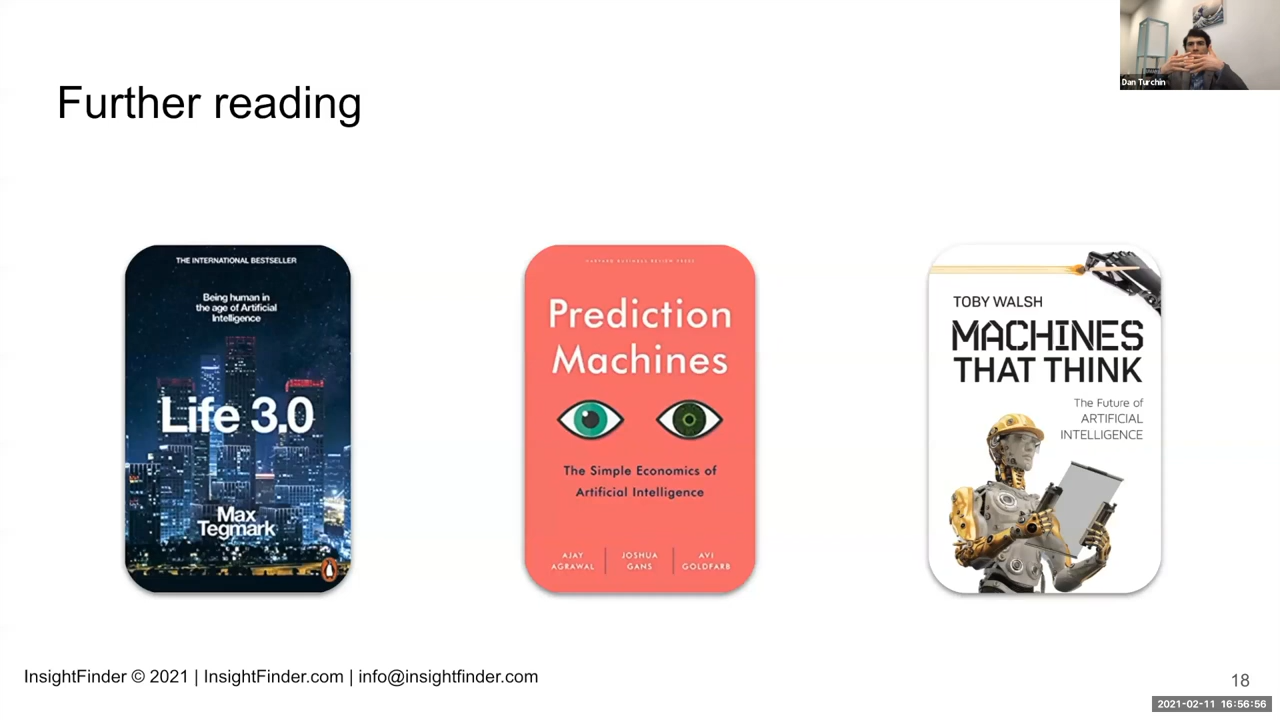 Dan Turchin
Further reading
THE INTERNATIONAL BESTSELLER
Being human in
the age of Artificial
Intelligence
Life 3.0
Max
Tegmark
HARVARD BUSINESS REVIEW PRESS
Prediction
Machines
The Simple Economics of
Artificial Intelligence
AJAY
AGRAWAL
JOSHUA
GANS
AVI
GOLDFARB
TOBY WALSH
MACHINES
THAT THINK
The Future of
ARTIFICIAL
INTELLIGENCE
InsightFinder © 2021 | InsightFinder.com | info@insightfinder.com
18
2021-02-11 16:56:56